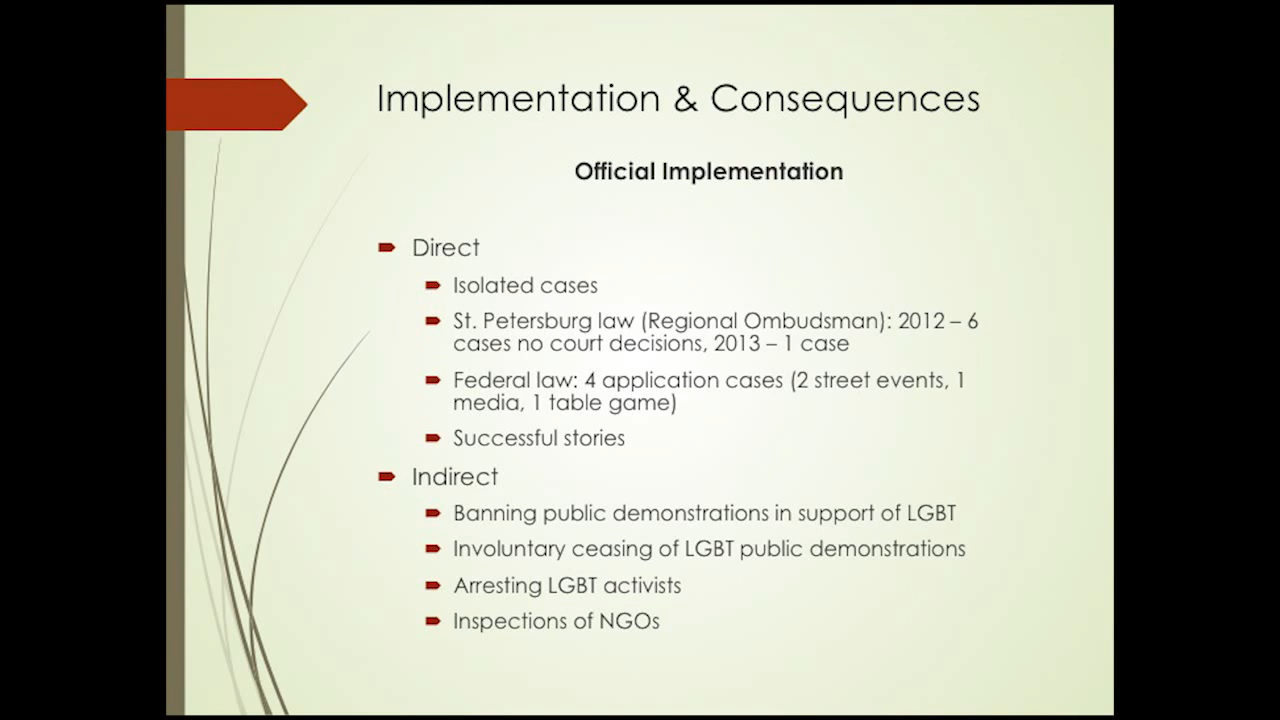 Implementation & Consequences
Official Implementation
Direct
Isolated cases
St. Petersburg law (Regional Ombudsman): 2012 – 6
cases no court decisions, 2013 – 1 case
Federal law: 4 application cases (2 street events, 1
media, 1 table game)
Successful stories
Indirect
Banning public demonstrations in support of LGBT
Involuntary ceasing of LGBT public demonstrations
Arresting LGBT activists
Inspections of NGOs